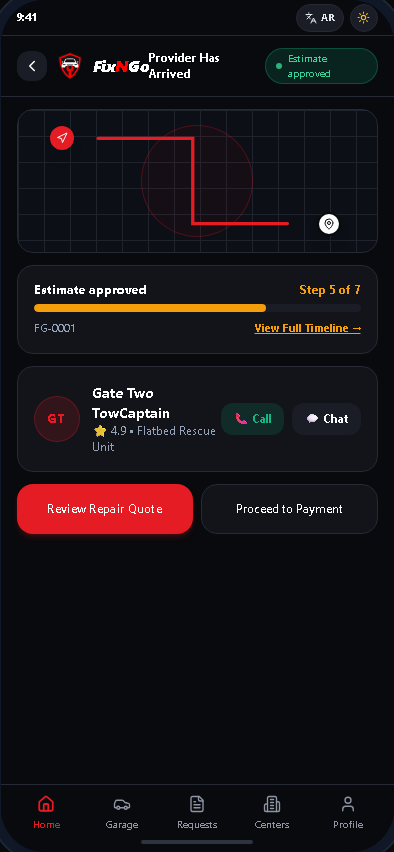 9:41
AR
FixNGo
Provider Has
Arrived
Estimate
approved
Estimate approved
Step 5 of 7
FG-0001
View Full Timeline →
GT
Gate Two
TowCaptain
⭐ 4.9 • Flatbed Rescue
Unit
📞 Call
💬 Chat
Review Repair Quote
Proceed to Payment
Home
Garage
Requests
Centers
Profile